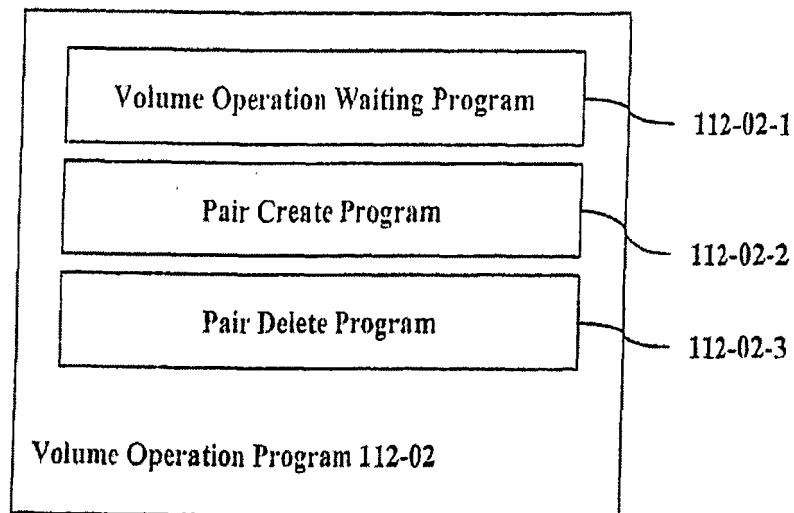 Volume Operation Waiting Program
112-02-1
Pair Create Program
112-02-2
Pair Delete Program
112-02-3
Volume Operation Program 112-02